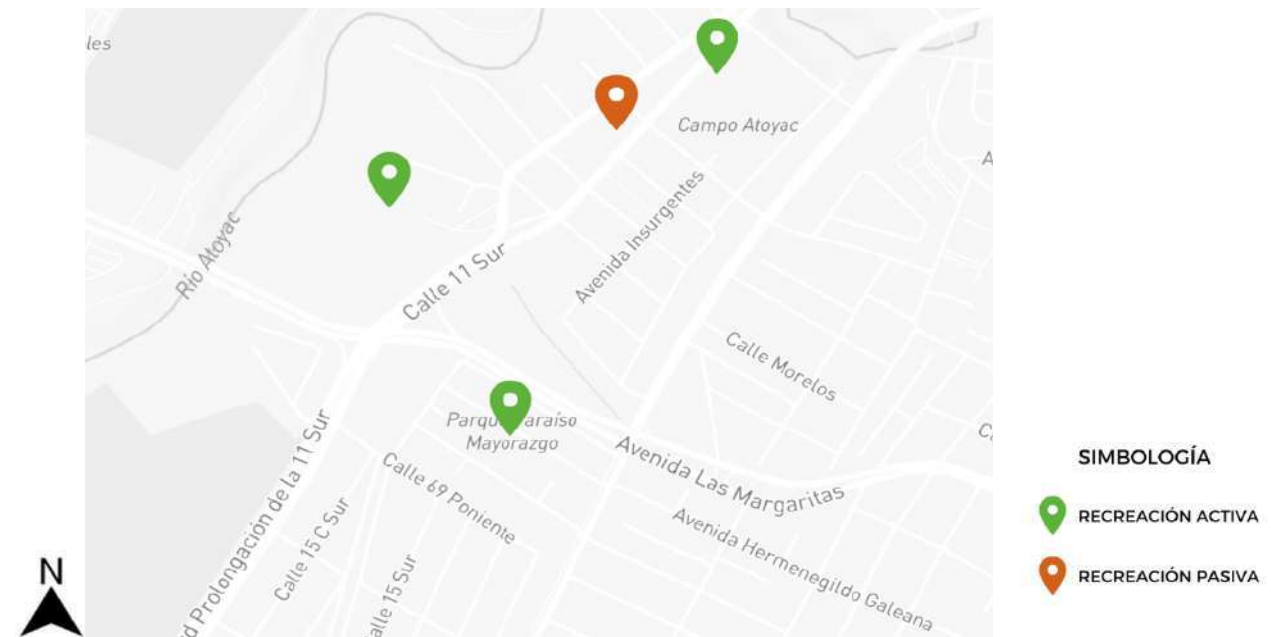 les
Campo Atoyac
A
Avenida Insurgentes
Río Atoyac
Calle 11 Sur
Calle Morelos
Parqu araíso
Mayorazgo
C
Avenida Las Margaritas
Calle 69 Poniente
d Prolongación de la 11 Sur
Calle 15 C Sur
alle 15 Sur
Avenida Hermenegildo Galeana
SIMBOLOGÍA
RECREACIÓN ACTIVA
RECREACIÓN PASIVA
N